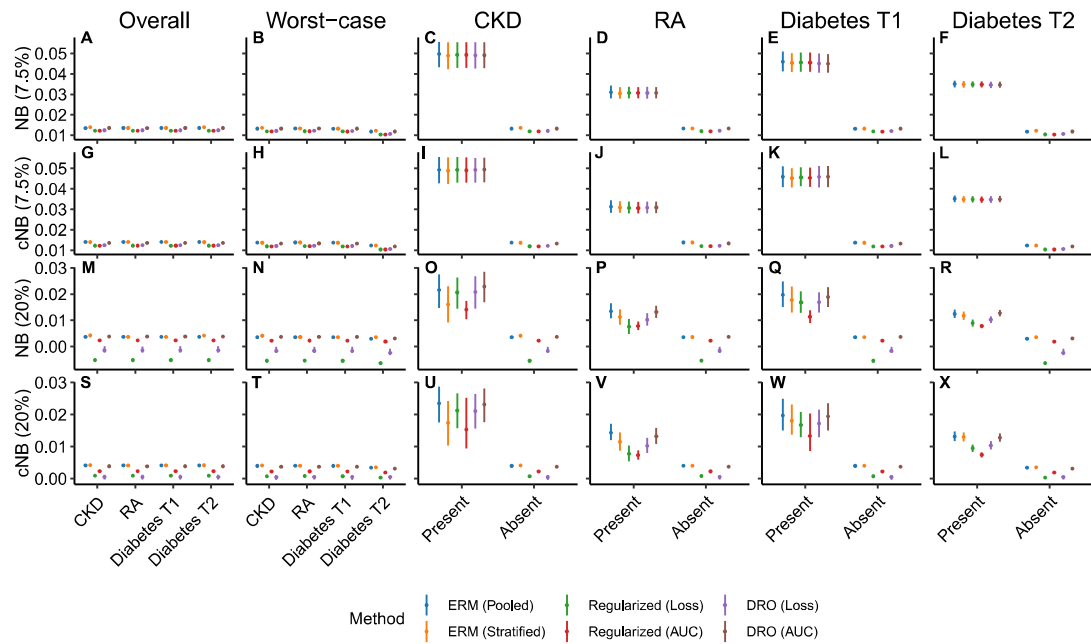 Overall Worst−case CKD RA Diabetes T1 Diabetes T2
A B C D E F
NB (7.5%)
0.05
0.04
0.03
0.02
0.01
G H I J K L
cNB (7.5%)
0.05
0.04
0.03
0.02
0.01
M N O P Q R
NB (20%)
0.03
0.02
0.01
0.00
S T U V W X
cNB (20%)
0.03
0.02
0.01
0.00
CKD RA Diabetes T1 Diabetes T2 CKD RA Diabetes T1 Diabetes T2 Present Absent Present Absent Present Absent Present Absent
Method
ERM (Pooled) Regularized (Loss) DRO (Loss)
ERM (Stratified) Regularized (AUC) DRO (AUC)